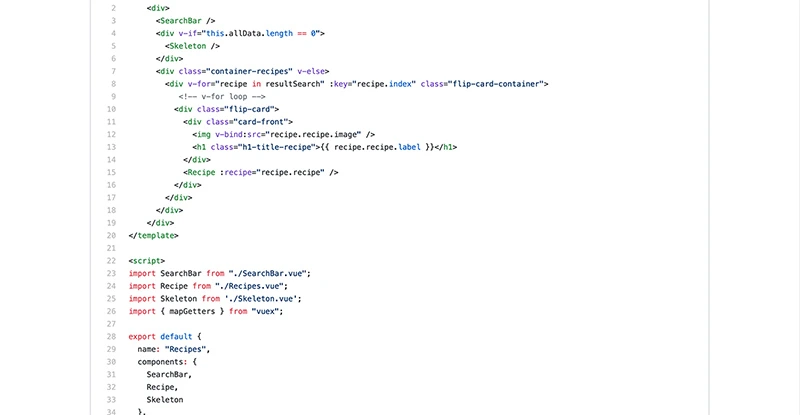 2 <div>
3 <SearchBar />
4 <div v-if="this.allData.length == 0">
5 <Skeleton />
6 </div>
7 <div class="container-recipes" v-else>
8 <div v-for="recipe in resultSearch" :key="recipe.index" class="flip-card-container">
9 <!-- v-for loop -->
10 <div class="flip-card">
11 <div class="card-front">
12 <img v-bind:src="recipe.recipe.image" />
13 <h1 class="h1-title-recipe">{{ recipe.recipe.label }}</h1>
14 </div>
15 <Recipe :recipe="recipe.recipe" />
16 </div>
17 </div>
18 </div>
19 </div>
20 </template>
21
22 <script>
23 import SearchBar from "./SearchBar.vue";
24 import Recipe from "./Recipes.vue";
25 import Skeleton from './Skeleton.vue';
26 import { mapGetters } from "vuex";
27
28 export default {
29 name: "Recipes",
30 components: {
31 SearchBar,
32 Recipe,
33 Skeleton
34 },